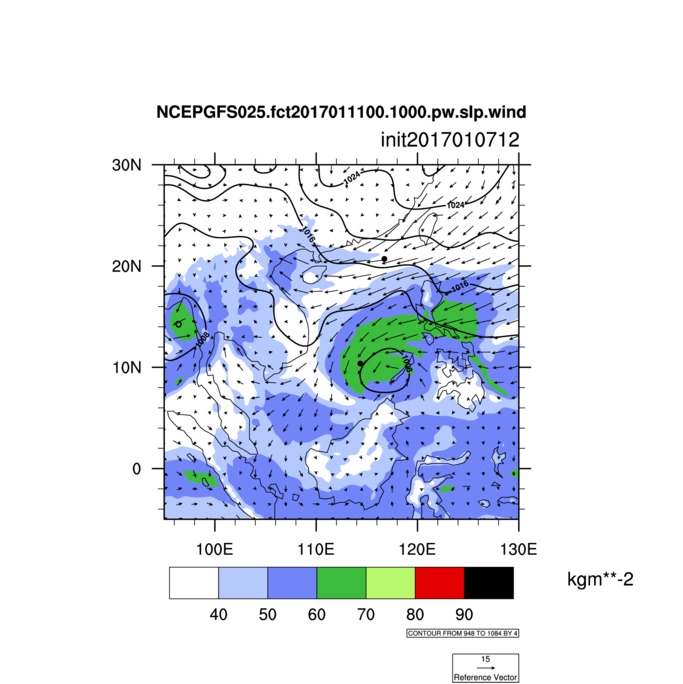 NCEPGFS025.fct2017011100.1000.pw.slp.wind
init2017010712
30N
1024
1024
1016
20N
1016
1008
10N
1008
0
100E 110E 120E 130E
kgm**-2
40 50 60 70 80 90
CONTOUR FROM 948 TO 1084 BY 4
15
Reference Vector